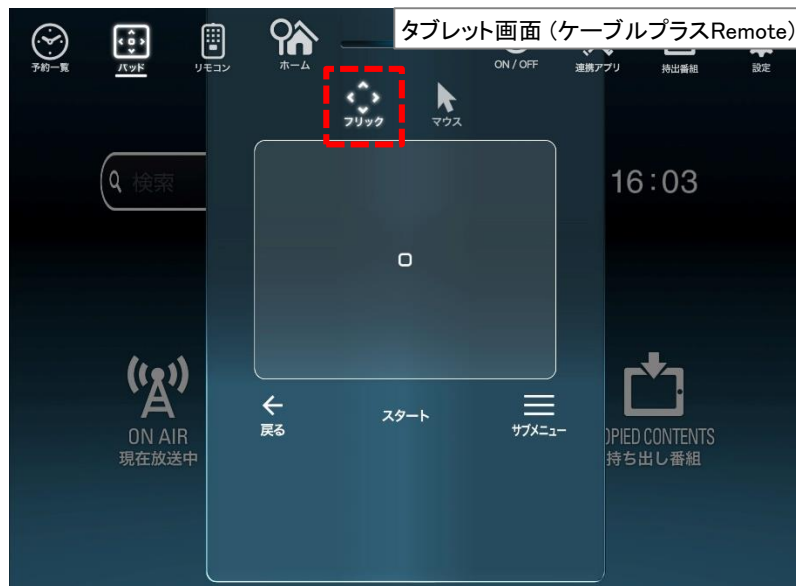 タブレット画面 (ケーブルプラスRemote)
予約一覧
パッド
リモコン
ホーム
ON / OFF
連携アプリ
持出番組
設定
フリック
マウス
検索
16:03
戻る
スタート
サブメニュー
ON AIR
現在放送中
OPIED CONTENTS
持ち出し番組